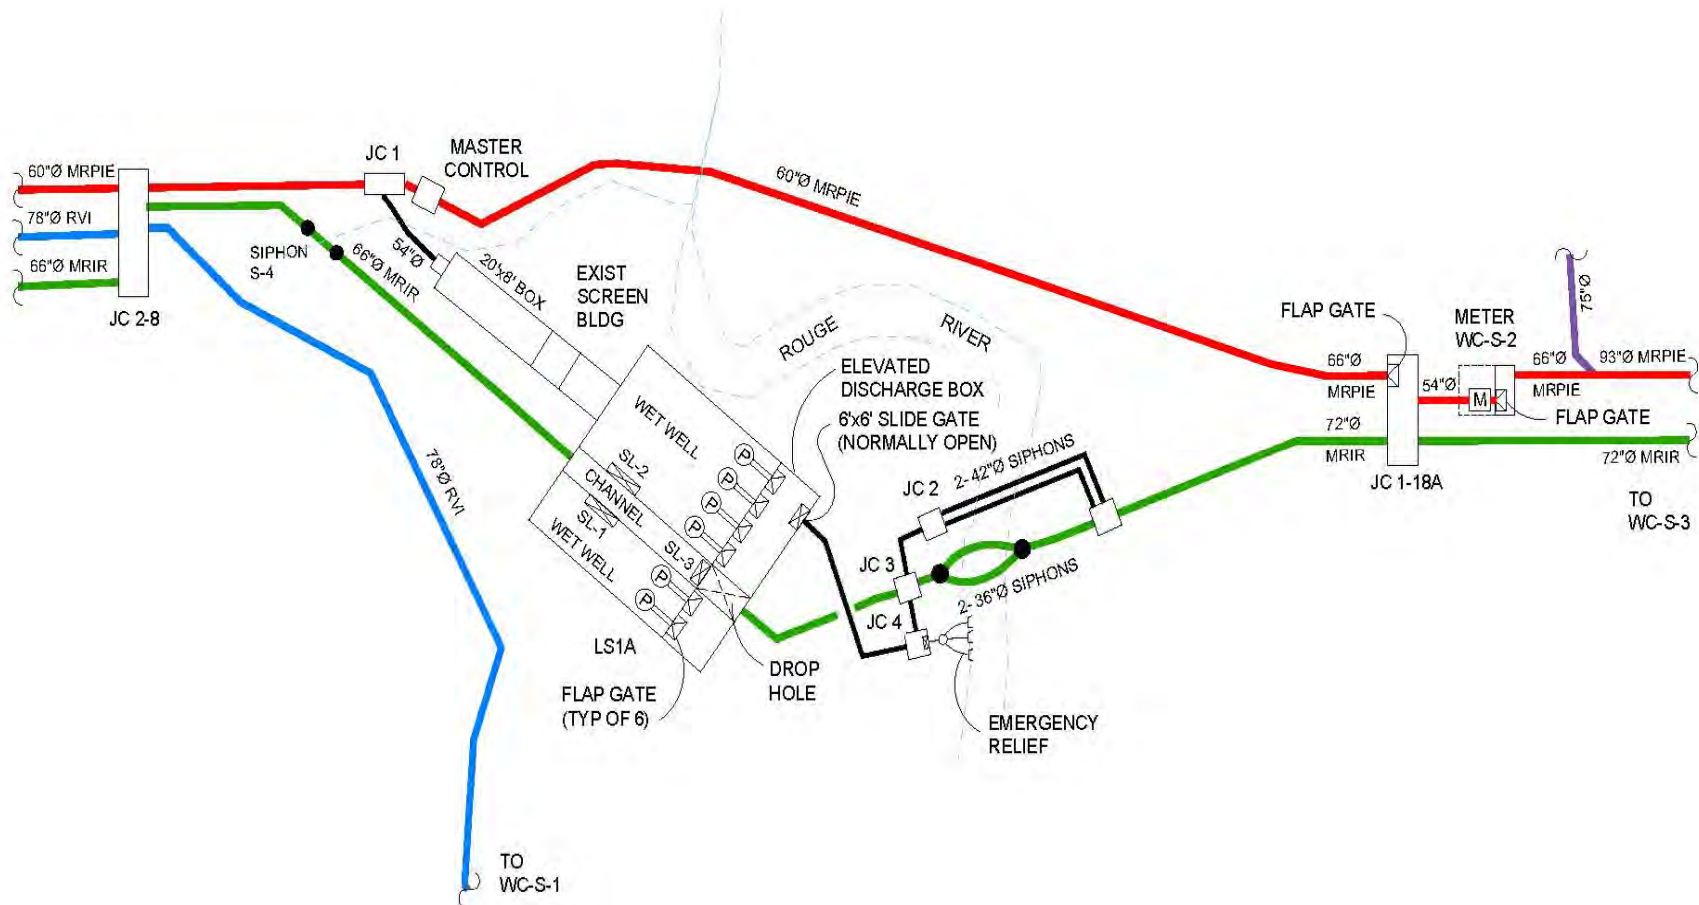 60"Ø MRPIE
78"Ø RVI
66"Ø MRIR
JC 2-8
JC 1
MASTER
CONTROL
SIPHON
S-4
54"Ø
66"Ø MRIR
20'x8' BOX
EXIST
SCREEN
BLDG
60"Ø MRPIE
ROUGE
RIVER
ELEVATED
DISCHARGE BOX
6'x6' SLIDE GATE
(NORMALLY OPEN)
WET WELL
SL-2
CHANNEL
SL-1
WET WELL
SL-3
P
P
P
P
P
P
LS1A
FLAP GATE
(TYP OF 6)
DROP
HOLE
78"Ø RVI
TO
WC-S-1
JC 2
2- 42"Ø SIPHONS
JC 3
2- 36"Ø SIPHONS
JC 4
EMERGENCY
RELIEF
FLAP GATE
66"Ø
MRPIE
72"Ø
MRIR
JC 1-18A
METER
WC-S-2
54"Ø
M
66"Ø
MRPIE
75"Ø
93"Ø MRPIE
FLAP GATE
72"Ø MRIR
TO
WC-S-3